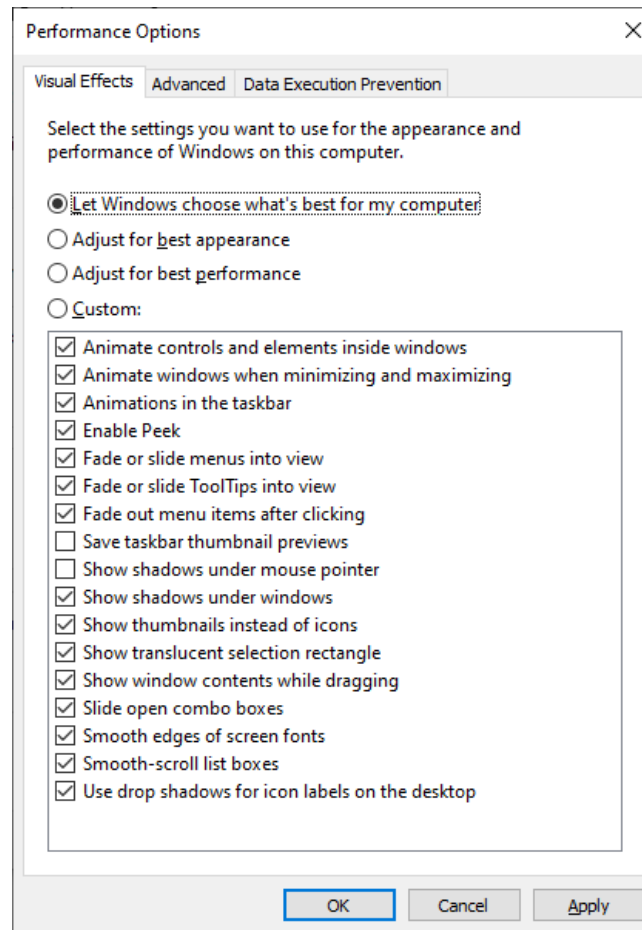 Performance Options
Visual Effects
Advanced
Data Execution Prevention
Select the settings you want to use for the appearance and
performance of Windows on this computer.
Let Windows choose what's best for my computer
Adjust for best appearance
Adjust for best performance
Custom:
Animate controls and elements inside windows
Animate windows when minimizing and maximizing
Animations in the taskbar
Enable Peek
Fade or slide menus into view
Fade or slide ToolTips into view
Fade out menu items after clicking
Save taskbar thumbnail previews
Show shadows under mouse pointer
Show shadows under windows
Show thumbnails instead of icons
Show translucent selection rectangle
Show window contents while dragging
Slide open combo boxes
Smooth edges of screen fonts
Smooth-scroll list boxes
Use drop shadows for icon labels on the desktop
OK
Cancel
Apply